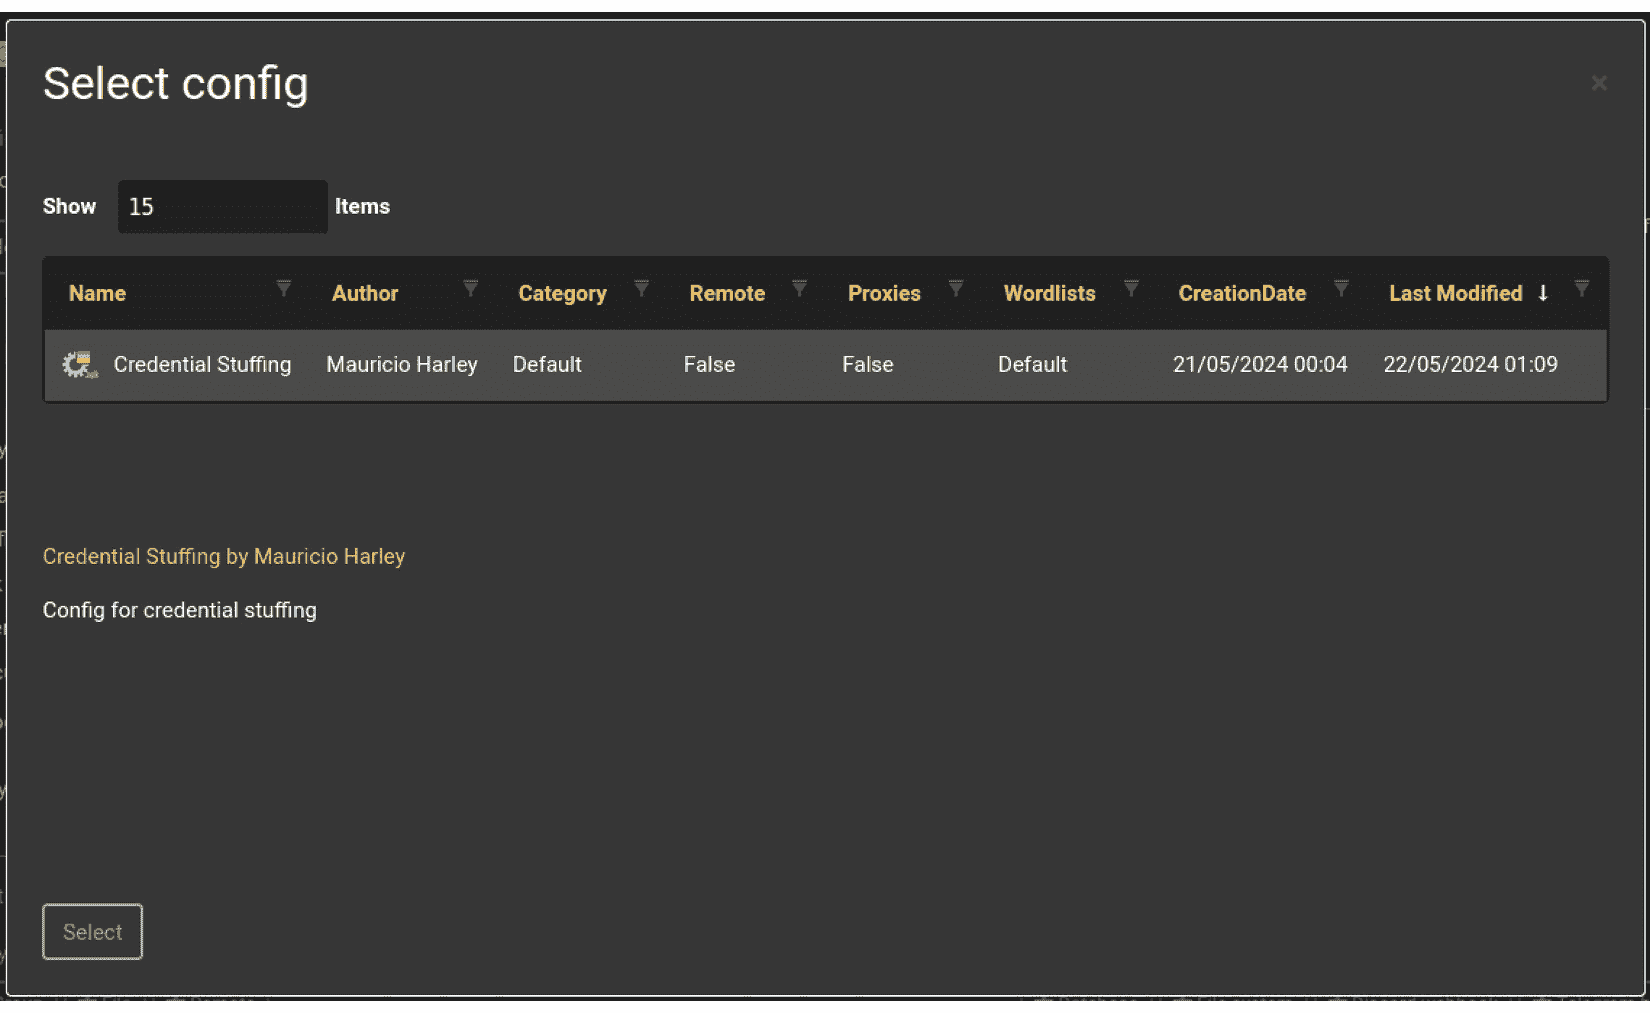 Select config
×
Show 15 Items
Name Author Category Remote Proxies Wordlists CreationDate Last Modified ↓
Credential Stuffing Mauricio Harley Default False False Default 21/05/2024 00:04 22/05/2024 01:09
Credential Stuffing by Mauricio Harley
Config for credential stuffing
Select